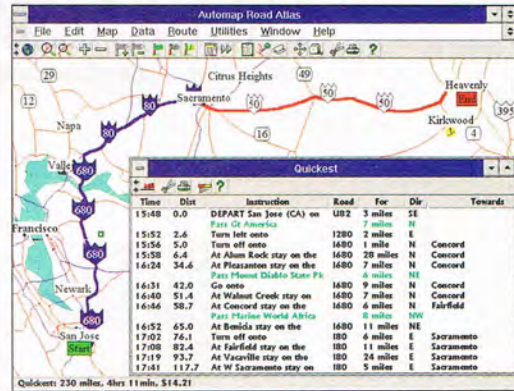 Automap Road Atlas
File Edit Map Data Route Utilities Window Help
29
12
Napa
80
80
Citrus Heights
Sacramento
49
50
50
50
16
Heavenly
End
Kirkwood
4
395
Valle
680
680
680
680
Francisco
Newark
San Jose
Start
Quickest
Time Dist Instruction Road For Dir Towards
15:48 0.0 DEPART San Jose (CA) on U82 3 miles SE
Pass Gt America 7 miles N
15:52 2.6 Turn left onto I280 2 miles E
15:56 5.0 Turn off onto I680 1 mile N Concord
15:58 6.4 At Alum Rock stay on the I680 28 miles N Concord
16:24 34.6 At Pleasanton stay on the I680 7 miles N Concord
Pass Mount Diablo State Pk 6 miles NE
16:31 42.0 Go onto I680 9 miles N Concord
16:40 51.4 At Walnut Creek stay on I680 7 miles N Concord
16:46 58.7 At Concord stay on the I680 6 miles N Fairfield
Pass Marine World Africa 8 miles NW
16:52 65.0 At Benicia stay on the I680 11 miles NE
17:02 76.1 Turn off onto I80 6 miles E Sacramento
17:08 82.4 At Fairfield stay on the I80 11 miles E Sacramento
17:19 93.7 At Vacaville stay on the I80 24 miles E Sacramento
17:41 117.7 At W Sacramento stay on I80 5 miles E Sacramento
Quickest: 230 miles, 4hrs 11min, $14.21